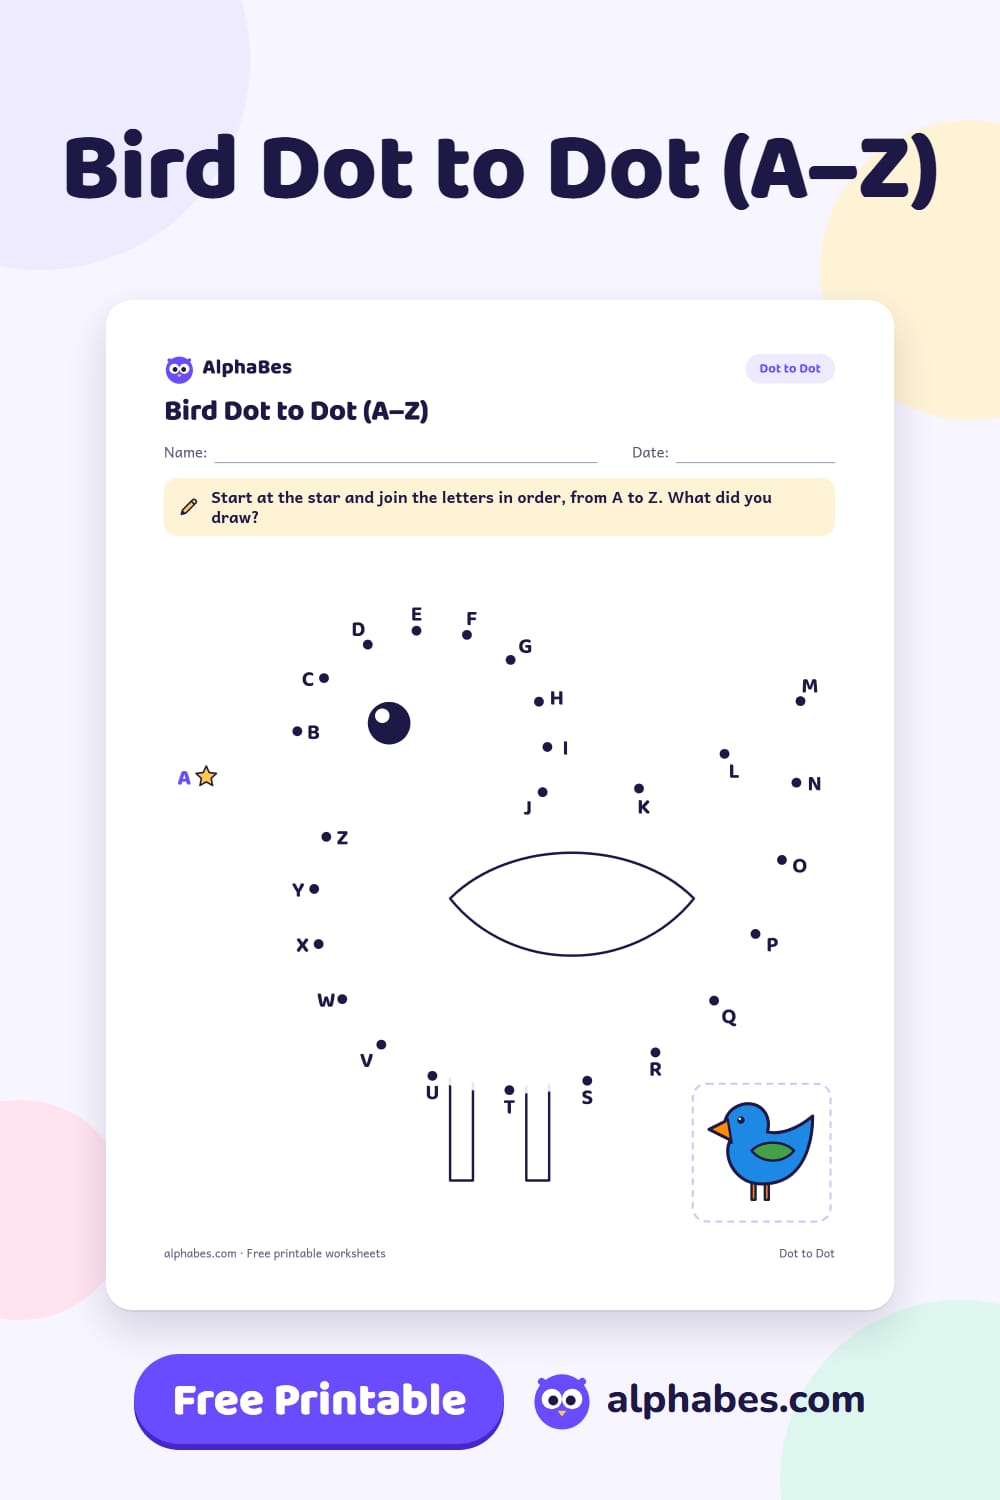 Bird Dot to Dot (A–Z)
AlphaBes
Dot to Dot
Bird Dot to Dot (A–Z)
Name:
Date:
Start at the star and join the letters in order, from A to Z. What did you
draw?
E
F
D
G
C
M
H
B
I
L
A
N
J
K
Z
O
Y
X
P
W
Q
V
R
U
S
T
alphabes.com · Free printable worksheets
Dot to Dot
Free Printable
alphabes.com